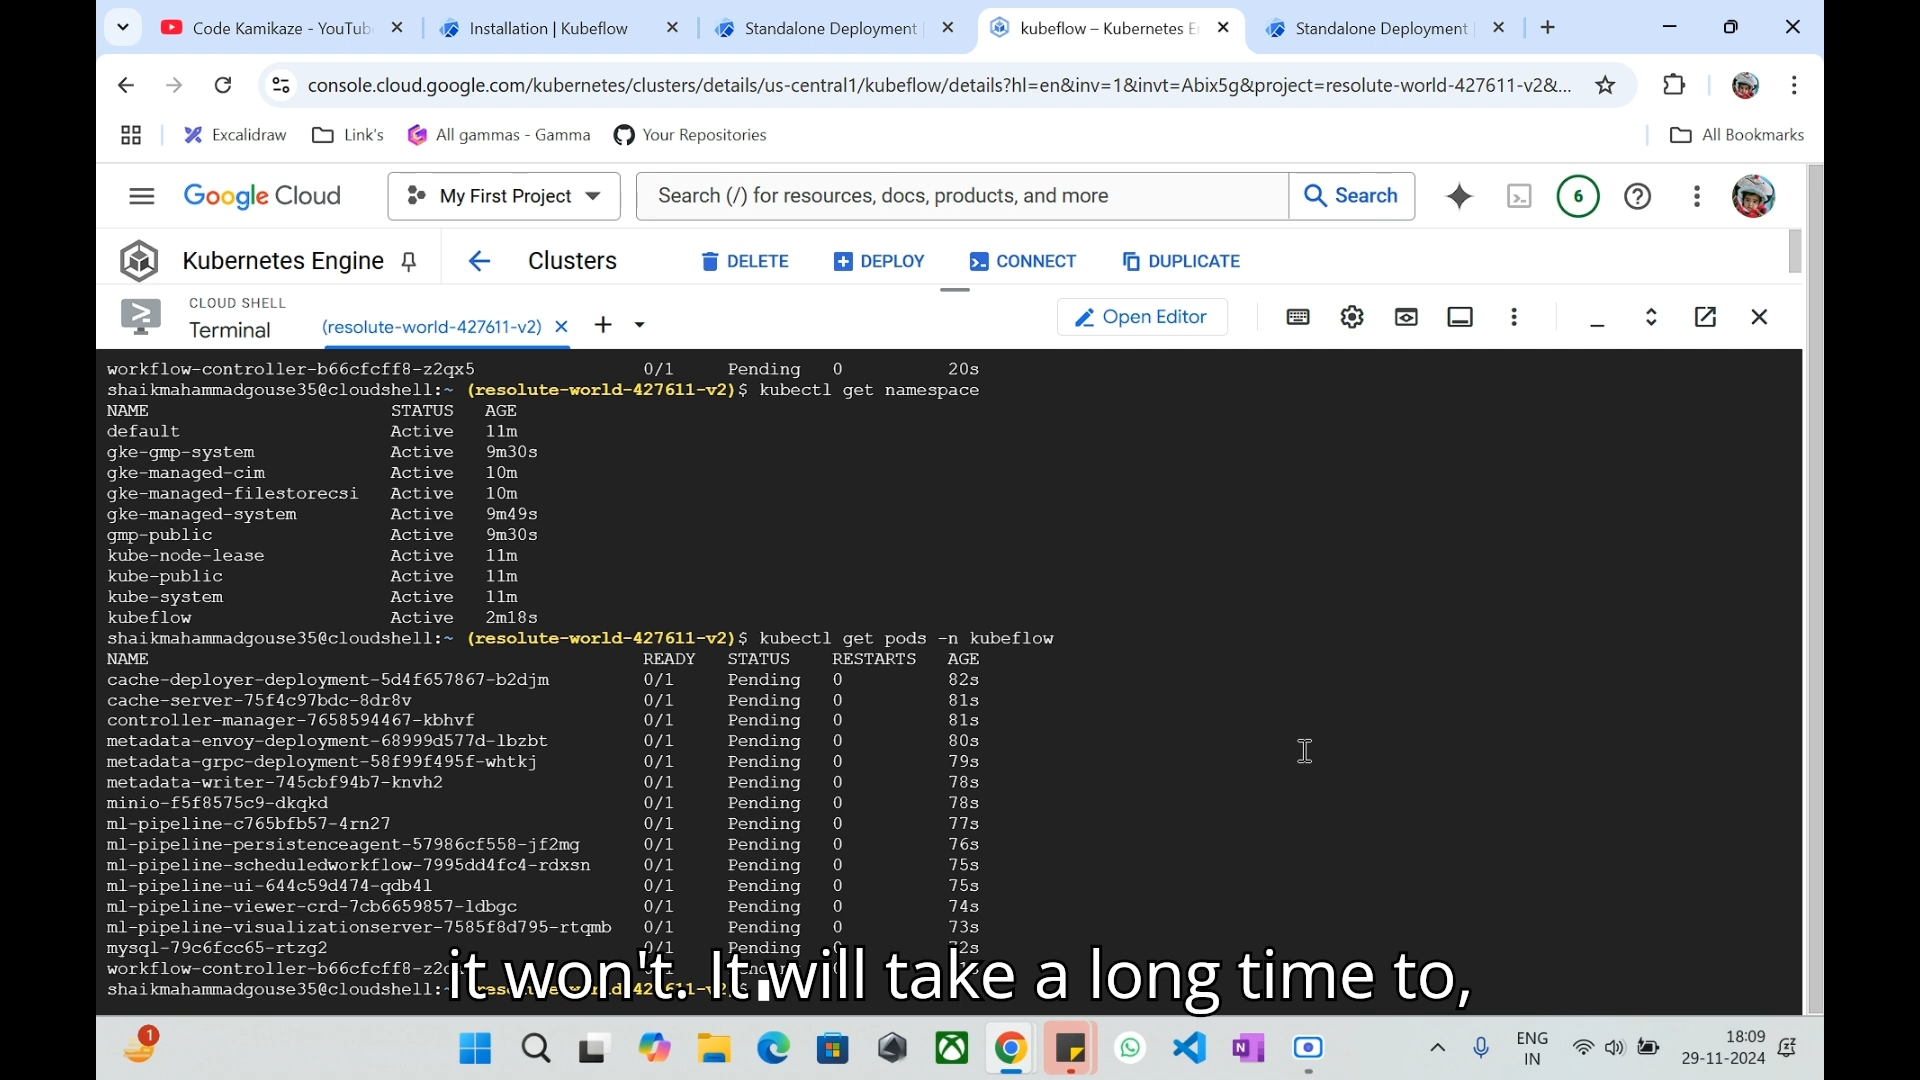 Code Kamikaze - YouTub
Installation | Kubeflow
Standalone Deployment
kubeflow – Kubernetes E
Standalone Deployment
console.cloud.google.com/kubernetes/clusters/details/us-central1/kubeflow/details?hl=en&inv=1&invt=Abix5g&project=resolute-world-427611-v2&...
Excalidraw
Link's
All gammas - Gamma
Your Repositories
All Bookmarks
Google Cloud
My First Project
Search (/) for resources, docs, products, and more
Search
6
Kubernetes Engine
Clusters
DELETE
DEPLOY
CONNECT
DUPLICATE
CLOUD SHELL
Terminal
(resolute-world-427611-v2)
Open Editor
workflow-controller-b66cfcff8-z2qx5 0/1 Pending 0 20s
shaikmahammadgouse35@cloudshell:~ (resolute-world-427611-v2)$ kubectl get namespace
NAME STATUS AGE
default Active 11m
gke-gmp-system Active 9m30s
gke-managed-cim Active 10m
gke-managed-filestorecsi Active 10m
gke-managed-system Active 9m49s
gmp-public Active 9m30s
kube-node-lease Active 11m
kube-public Active 11m
kube-system Active 11m
kubeflow Active 2m18s
shaikmahammadgouse35@cloudshell:~ (resolute-world-427611-v2)$ kubectl get pods -n kubeflow
NAME READY STATUS RESTARTS AGE
cache-deployer-deployment-5d4f657867-b2djm 0/1 Pending 0 82s
cache-server-75f4c97bdc-8dr8v 0/1 Pending 0 81s
controller-manager-7658594467-kbhvf 0/1 Pending 0 81s
metadata-envoy-deployment-68999d577d-lbzbt 0/1 Pending 0 80s
metadata-grpc-deployment-58f99f495f-whtkj 0/1 Pending 0 79s
metadata-writer-745cbf94b7-knvh2 0/1 Pending 0 78s
minio-f5f8575c9-dkqkd 0/1 Pending 0 78s
ml-pipeline-c765bfb57-4rn27 0/1 Pending 0 77s
ml-pipeline-persistenceagent-57986cf558-jf2mg 0/1 Pending 0 76s
ml-pipeline-scheduledworkflow-7995dd4fc4-rdxsn 0/1 Pending 0 75s
ml-pipeline-ui-644c59d474-qdb4l 0/1 Pending 0 75s
ml-pipeline-viewer-crd-7cb6659857-ldbgc 0/1 Pending 0 74s
ml-pipeline-visualizationserver-7585f8d795-rtqmb 0/1 Pending 0 73s
mysql-79c6fcc65-rtzg2 0/1 Pending 0 72s
workflow-controller-b66cfcff8-z2q
shaikmahammadgouse35@cloudshell:~
it won't. It will take a long time to,
1
ENG
IN
18:09
29-11-2024